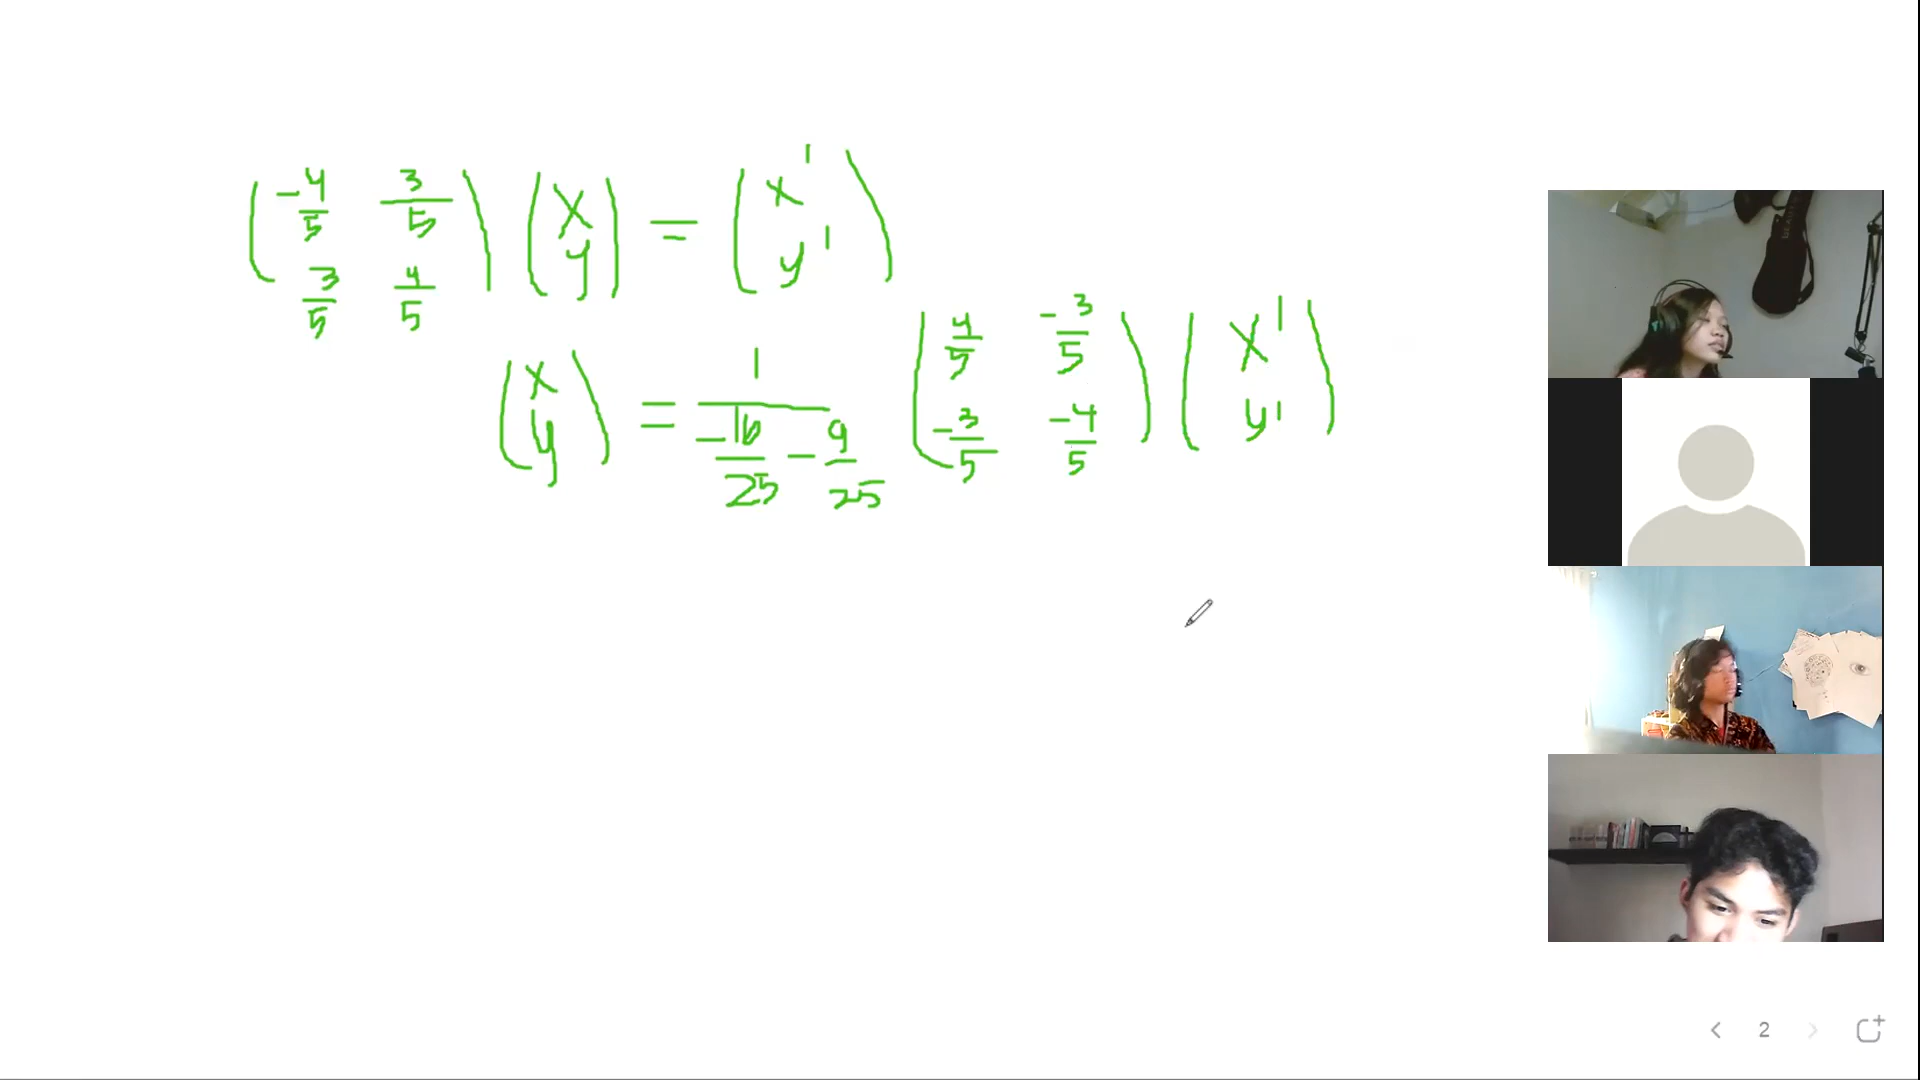 (-4/5 3/5) (x) = (x')
(3/5 4/5) (y) (y')
(x) = 1 (4/5 -3/5) (x')
(y) -16/25 - 9/25 (-3/5 -4/5) (y')
2